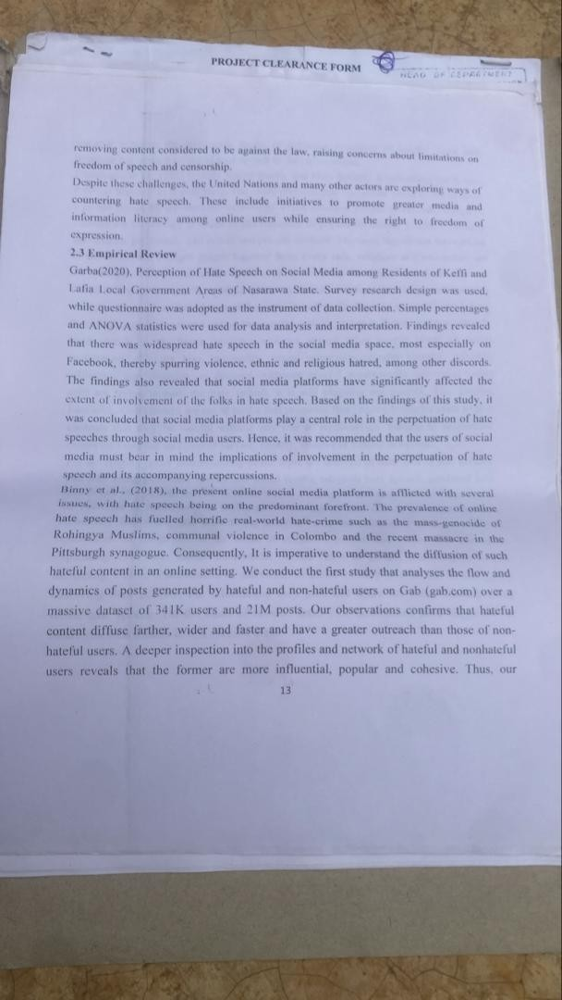 PROJECT CLEARANCE FORM
HEAD OF DEPARTMENT
removing content considered to be against the law, raising concerns about limitations on
freedom of speech and censorship.
Despite these challenges, the United Nations and many other actors are exploring ways of
countering hate speech. These include initiatives to promote greater media and
information literacy among online users while ensuring the right to freedom of
expression.
2.3 Empirical Review
Garba(2020), Perception of Hate Speech on Social Media among Residents of Keffi and
Lafia Local Government Areas of Nasarawa State. Survey research design was used,
while questionnaire was adopted as the instrument of data collection. Simple percentages
and ANOVA statistics were used for data analysis and interpretation. Findings revealed
that there was widespread hate speech in the social media space, most especially on
Facebook, thereby spurring violence, ethnic and religious hatred, among other discords.
The findings also revealed that social media platforms have significantly affected the
extent of involvement of the folks in hate speech. Based on the findings of this study, it
was concluded that social media platforms play a central role in the perpetuation of hate
speeches through social media users. Hence, it was recommended that the users of social
media must bear in mind the implications of involvement in the perpetuation of hate
speech and its accompanying repercussions.
Binny et al., (2018), the present online social media platform is afflicted with several
issues, with hate speech being on the predominant forefront. The prevalence of online
hate speech has fuelled horrific real-world hate-crime such as the mass-genocide of
Rohingya Muslims, communal violence in Colombo and the recent massacre in the
Pittsburgh synagogue. Consequently, It is imperative to understand the diffusion of such
hateful content in an online setting. We conduct the first study that analyses the flow and
dynamics of posts generated by hateful and non-hateful users on Gab (gab.com) over a
massive dataset of 341K users and 21M posts. Our observations confirms that hateful
content diffuse farther, wider and faster and have a greater outreach than those of non-
hateful users. A deeper inspection into the profiles and network of hateful and nonhateful
users reveals that the former are more influential, popular and cohesive. Thus, our
13